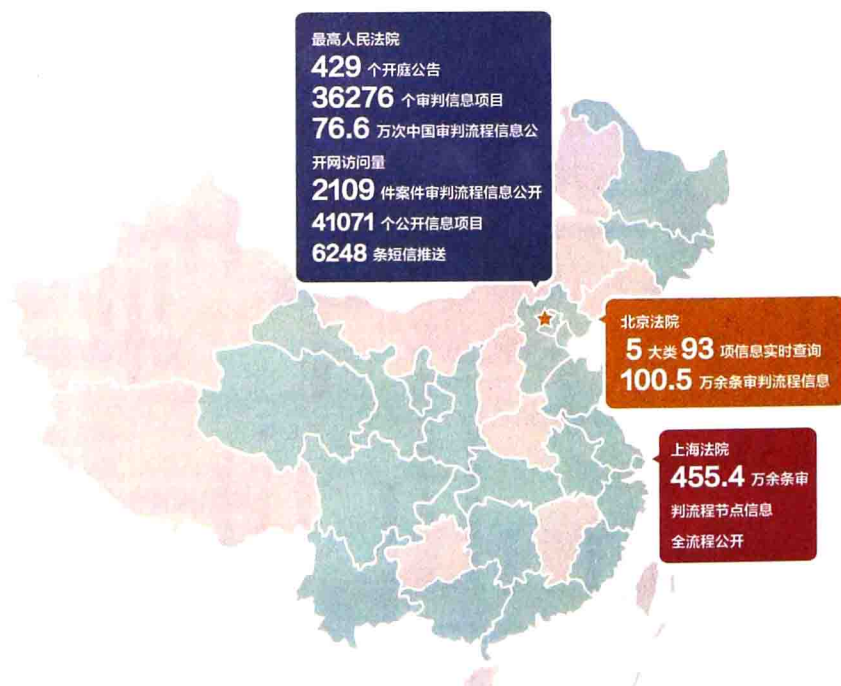 最高人民法院
429 个开庭公告
36276 个审判信息项目
76.6 万次中国审判流程信息公
开网访问量
2109 件案件审判流程信息公开
41071 个公开信息项目
6248 条短信推送
北京法院
5 大类 93 项信息实时查询
100.5 万余条审判流程信息
上海法院
455.4 万余条审
判流程节点信息
全流程公开